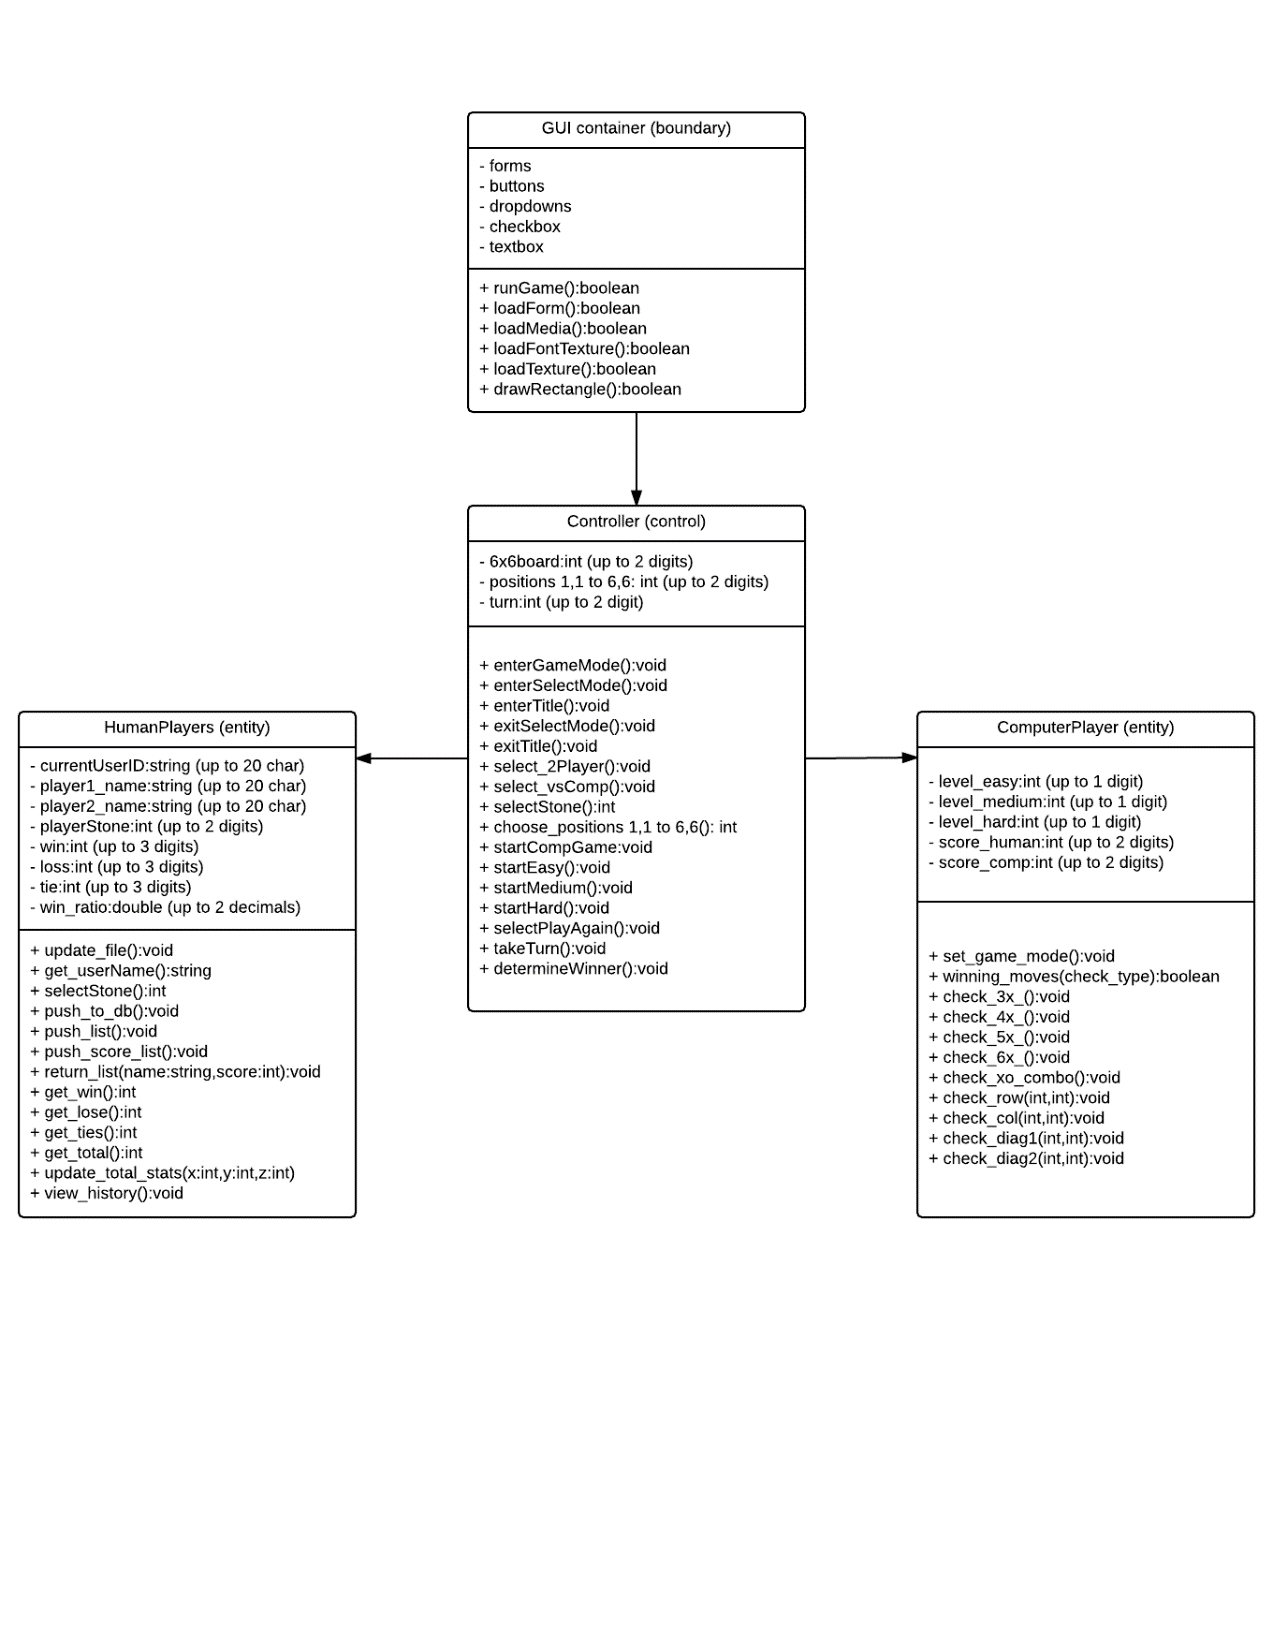 GUI container (boundary)
- forms
- buttons
- dropdowns
- checkbox
- textbox
+ runGame():boolean
+ loadForm():boolean
+ loadMedia():boolean
+ loadFontTexture():boolean
+ loadTexture():boolean
+ drawRectangle():boolean
Controller (control)
- 6x6board:int (up to 2 digits)
- positions 1,1 to 6,6: int (up to 2 digits)
- turn:int (up to 2 digit)
+ enterGameMode():void
+ enterSelectMode():void
+ enterTitle():void
+ exitSelectMode():void
+ exitTitle():void
+ select_2Player():void
+ select_vsComp():void
+ selectStone():int
+ choose_positions 1,1 to 6,6(): int
+ startCompGame:void
+ startEasy():void
+ startMedium():void
+ startHard():void
+ selectPlayAgain():void
+ takeTurn():void
+ determineWinner():void
HumanPlayers (entity)
- currentUserID:string (up to 20 char)
- player1_name:string (up to 20 char)
- player2_name:string (up to 20 char)
- playerStone:int (up to 2 digits)
- win:int (up to 3 digits)
- loss:int (up to 3 digits)
- tie:int (up to 3 digits)
- win_ratio:double (up to 2 decimals)
+ update_file():void
+ get_userName():string
+ selectStone():int
+ push_to_db():void
+ push_list():void
+ push_score_list():void
+ return_list(name:string,score:int):void
+ get_win():int
+ get_lose():int
+ get_ties():int
+ get_total():int
+ update_total_stats(x:int,y:int,z:int)
+ view_history():void
ComputerPlayer (entity)
- level_easy:int (up to 1 digit)
- level_medium:int (up to 1 digit)
- level_hard:int (up to 1 digit)
- score_human:int (up to 2 digits)
- score_comp:int (up to 2 digits)
+ set_game_mode():void
+ winning_moves(check_type):boolean
+ check_3x_():void
+ check_4x_():void
+ check_5x_():void
+ check_6x_():void
+ check_xo_combo():void
+ check_row(int,int):void
+ check_col(int,int):void
+ check_diag1(int,int):void
+ check_diag2(int,int):void